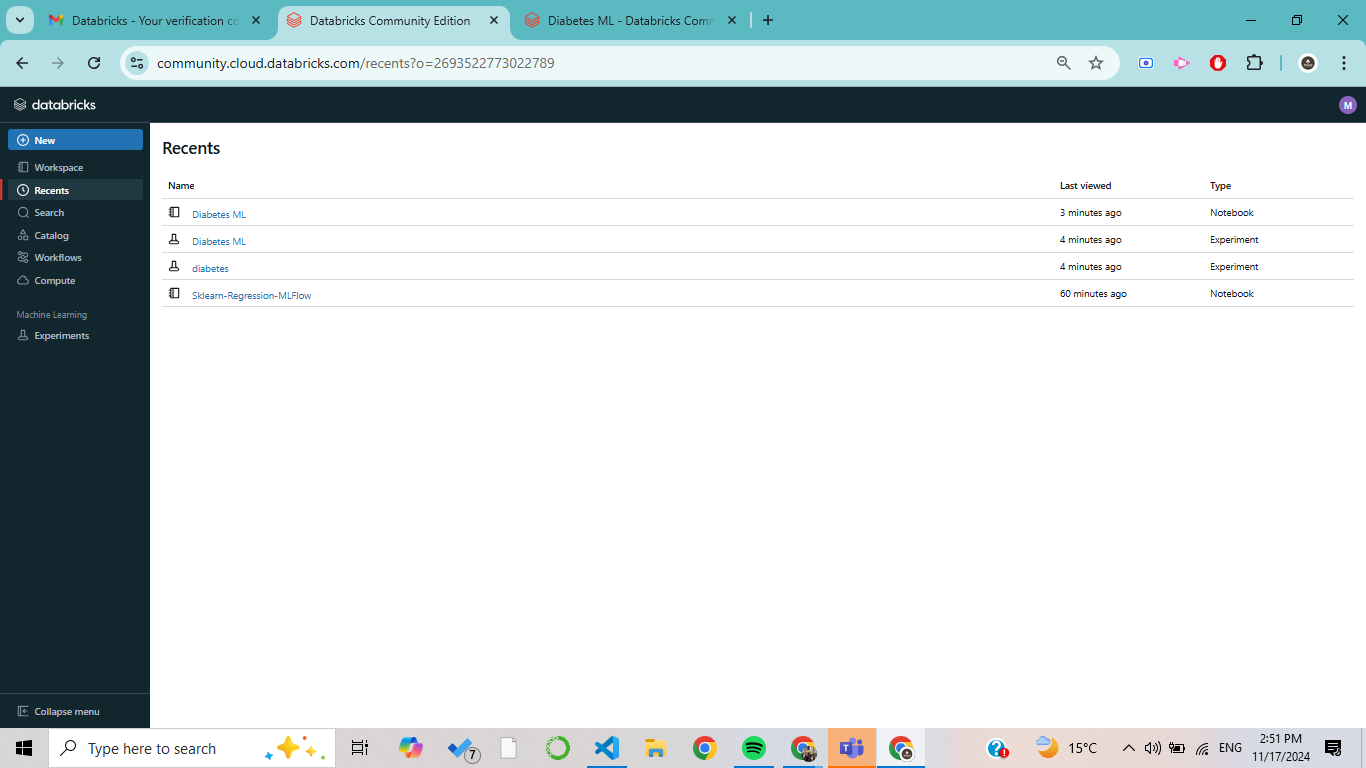 Databricks - Your verification co
Databricks Community Edition
Diabetes ML - Databricks Comm
community.cloud.databricks.com/recents?o=2693522773022789
databricks
M
New
Workspace
Recents
Search
Catalog
Workflows
Compute
Machine Learning
Experiments
Collapse menu
Recents
Name Last viewed Type
Diabetes ML 3 minutes ago Notebook
Diabetes ML 4 minutes ago Experiment
diabetes 4 minutes ago Experiment
Sklearn-Regression-MLFlow 60 minutes ago Notebook
Type here to search
7
15°C
ENG
2:51 PM
11/17/2024